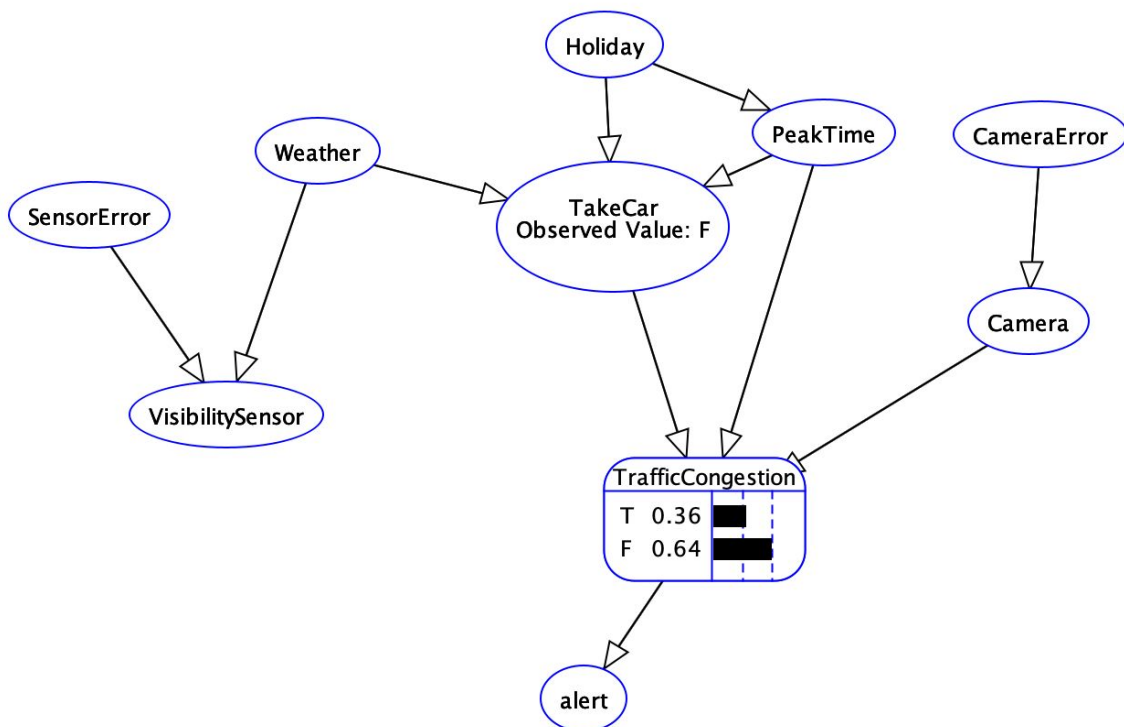 Holiday
PeakTime
CameraError
Weather
SensorError
TakeCar
Observed Value: F
Camera
VisibilitySensor
TrafficCongestion
T 0.36
F 0.64
alert